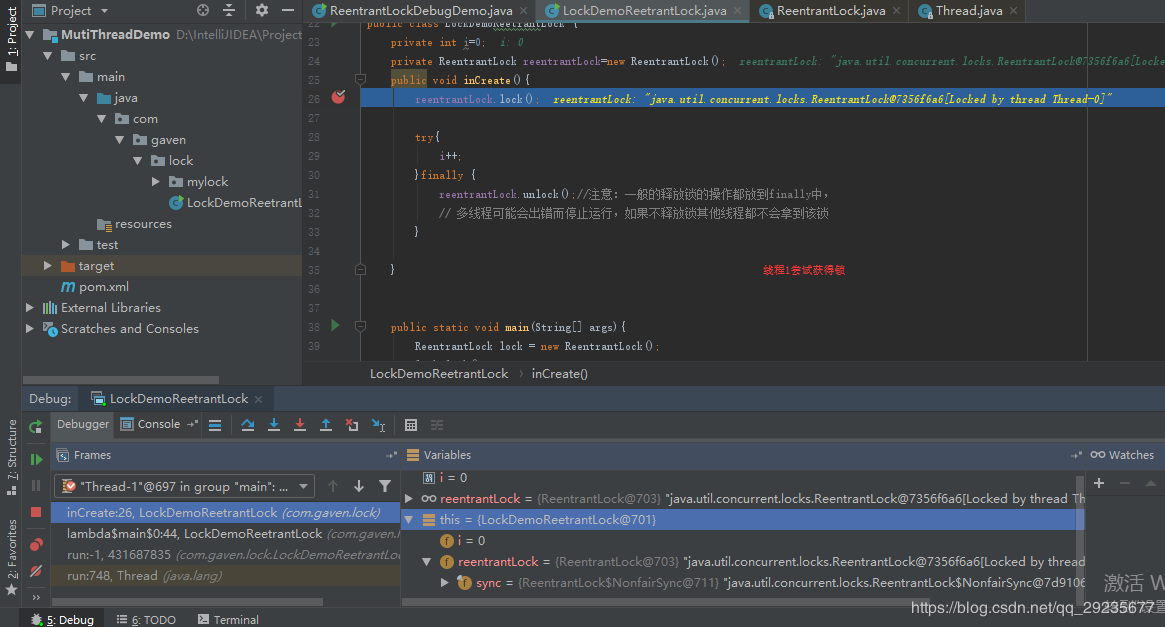 Project
ReentrantLockDebugDemo.java
LockDemoReetrantLock.java
ReentrantLock.java
Thread.java
1: Project
MutiThreadDemo D:\IntelliJIDEA\Project
src
main
java
com
gaven
lock
mylock
LockDemoReetrantL
resources
test
target
pom.xml
External Libraries
Scratches and Consoles
22 public class LockDemoReetrantLock {
23 private int i=0; i: 0
24 private ReentrantLock reentrantLock=new ReentrantLock(); reentrantLock: "java.util.concurrent.locks.ReentrantLock@7356f6a6[Locke
25 public void inCreate(){
26 reentrantLock.lock(); reentrantLock: "java.util.concurrent.locks.ReentrantLock@7356f6a6[Locked by thread Thread-0]"
27
28 try{
29 i++;
30 }finally {
31 reentrantLock.unlock();//注意：一般的释放锁的操作都放到finally中，
32 // 多线程可能会出错而停止运行，如果不释放锁其他线程都不会拿到该锁
33 }
34
35 } 线程1尝试获得锁
36
37
38 public static void main(String[] args){
39 ReentrantLock lock = new ReentrantLock();
LockDemoReetrantLock › inCreate()
Debug: LockDemoReetrantLock
Debugger Console
Frames
Variables
Watches
"Thread-1"@697 in group "main": ...
inCreate:26, LockDemoReetrantLock (com.gaven.lock)
lambda$main$0:44, LockDemoReetrantLock (com.gaven.l
run:-1, 431687835 (com.gaven.lock.LockDemoReetrantLo
run:748, Thread (java.lang)
i = 0
reentrantLock = {ReentrantLock@703} "java.util.concurrent.locks.ReentrantLock@7356f6a6[Locked by thread Th
this = {LockDemoReetrantLock@701}
i = 0
reentrantLock = {ReentrantLock@703} "java.util.concurrent.locks.ReentrantLock@7356f6a6[Locked by thread
sync = {ReentrantLock$NonfairSync@711} "java.util.concurrent.locks.ReentrantLock$NonfairSync@7d9106
7: Structure
2: Favorites
激活 W
https://blog.csdn.net/qq_29235677
5: Debug
6: TODO
Terminal